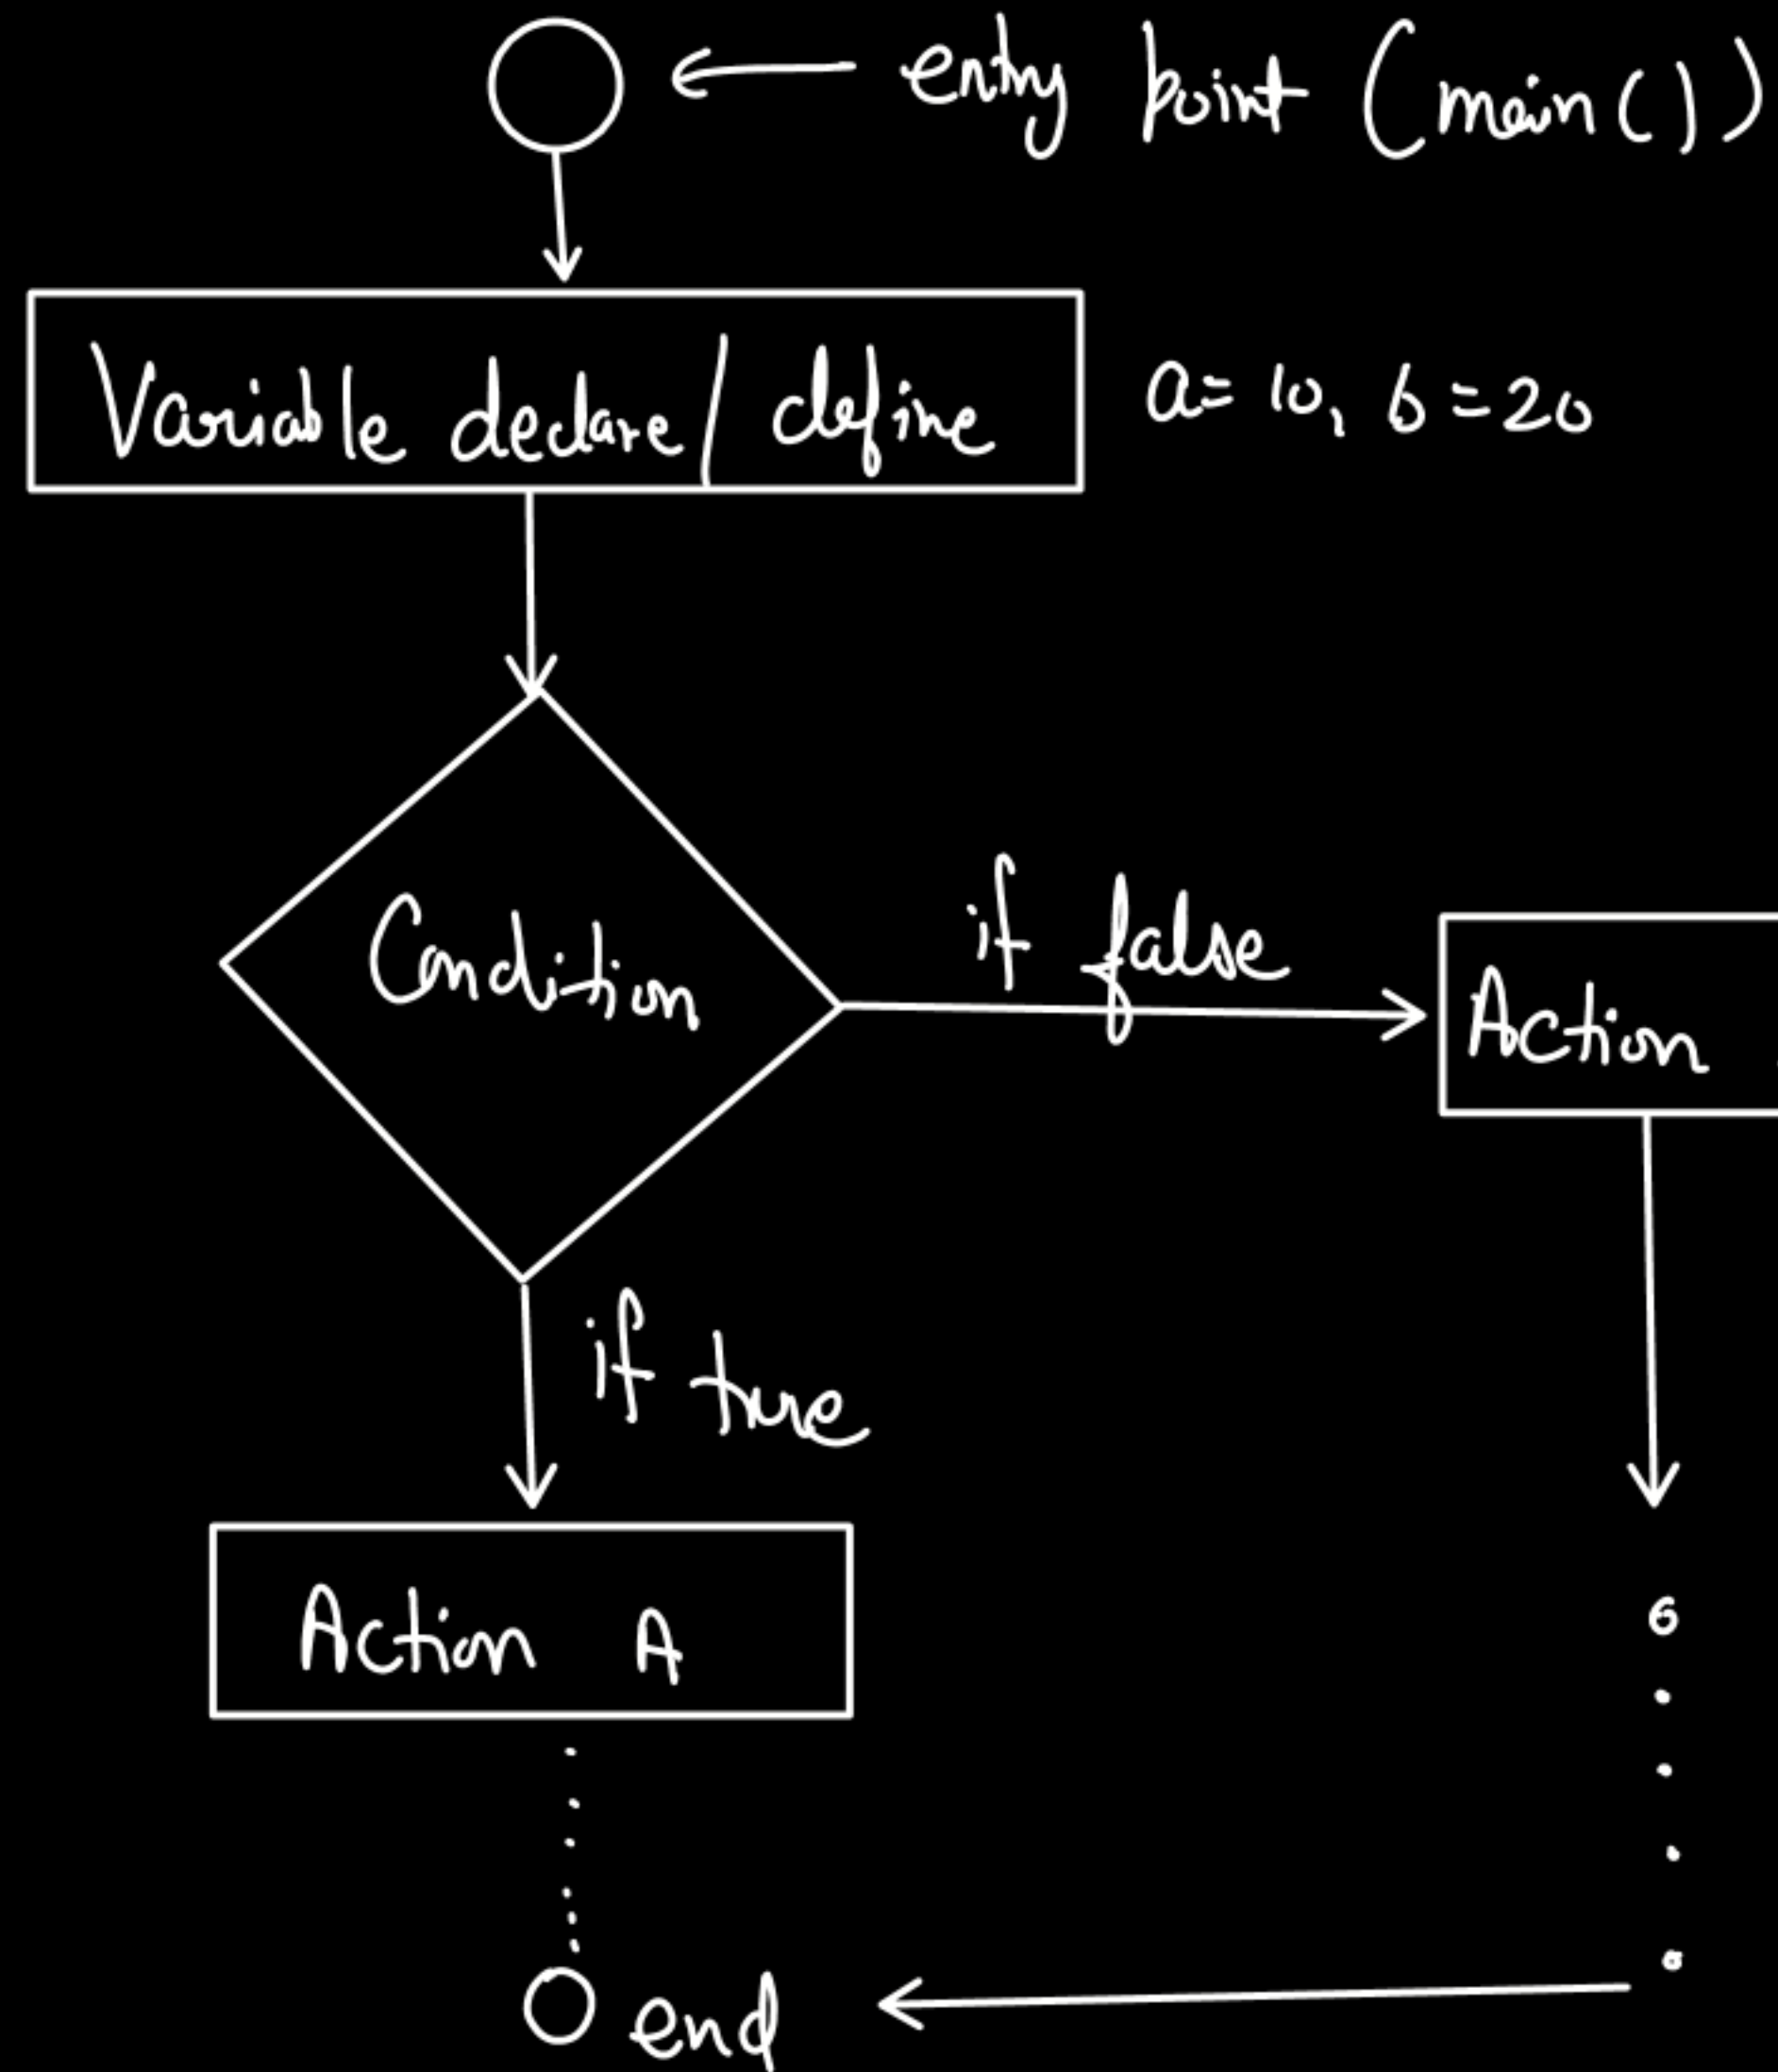 entry point (main())
Variable declare/ define
a= 10, b =20
Condition
if false
Action
if true
Action A
end